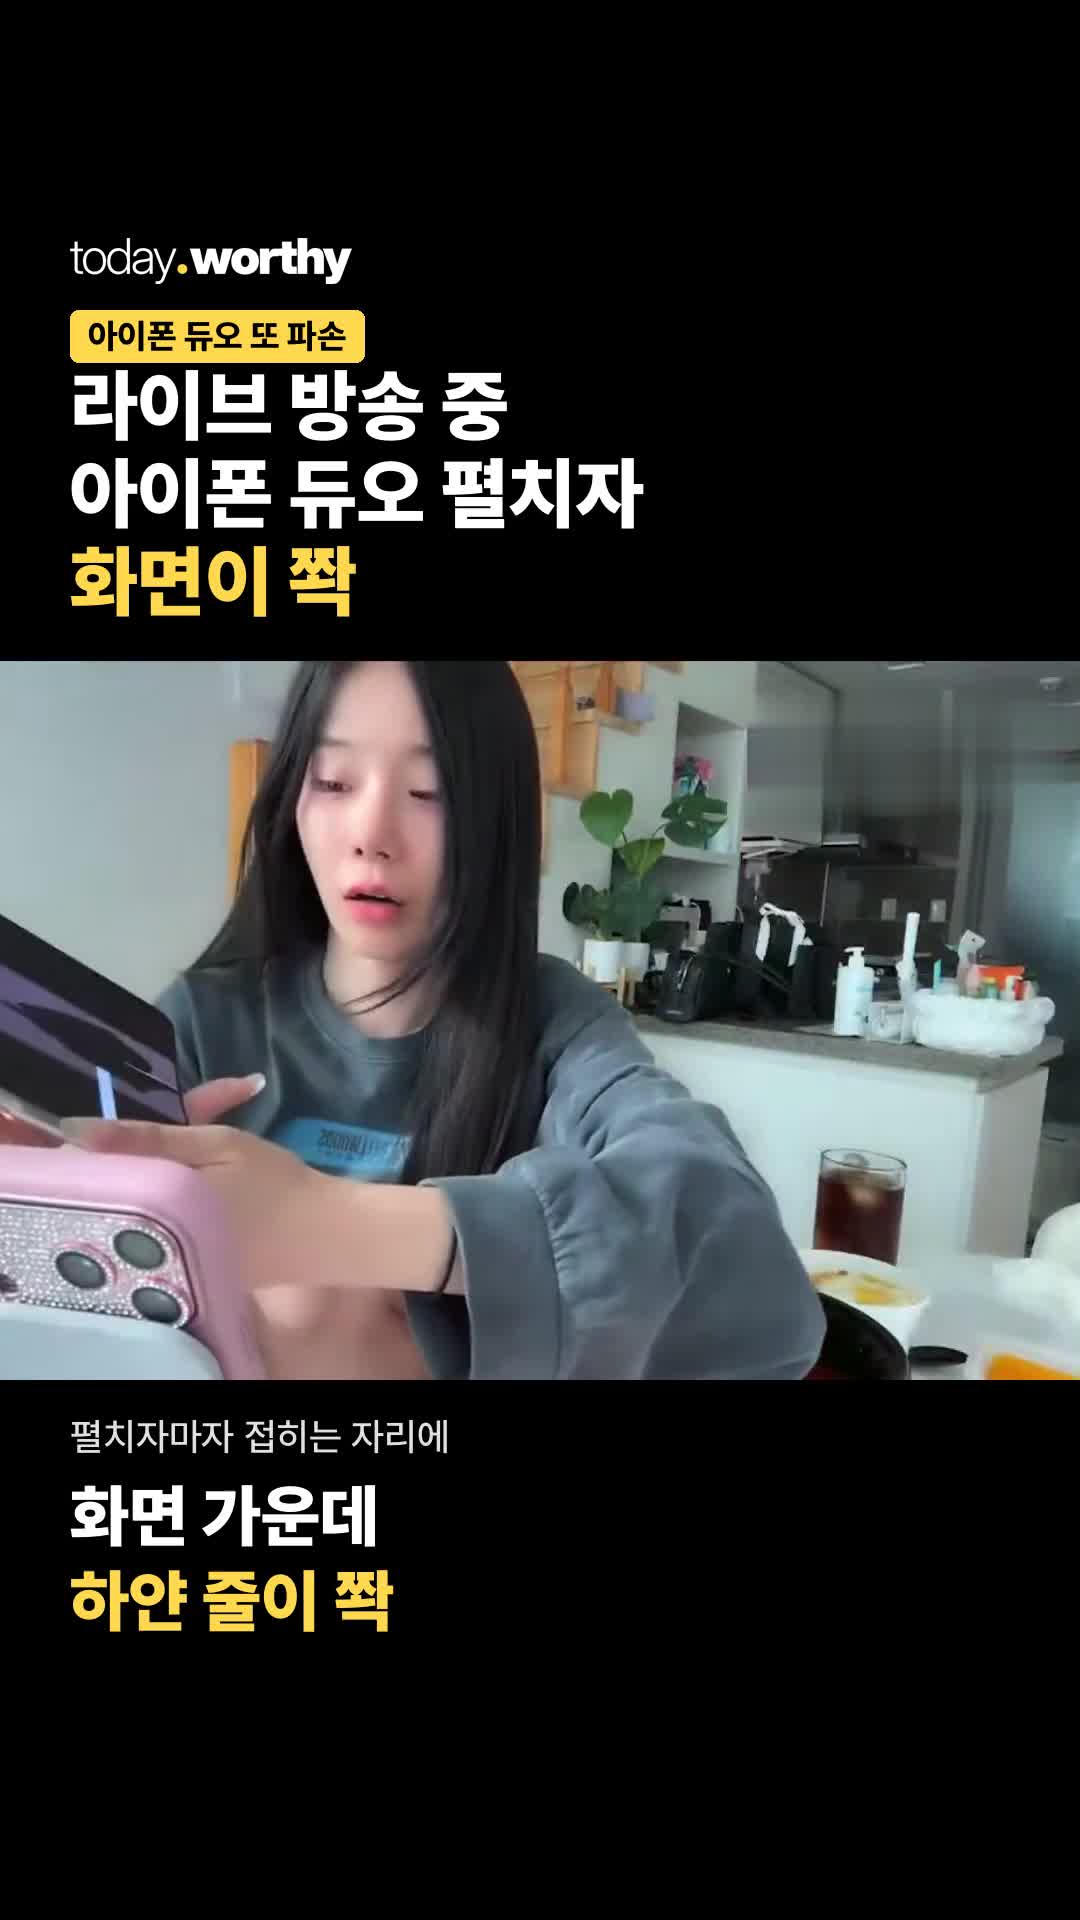 today.worthy
아이폰 듀오 또 파손
라이브 방송 중
아이폰 듀오 펼치자
화면이 쫙
펼치자마자 접히는 자리에
화면 가운데
하얀 줄이 쫙